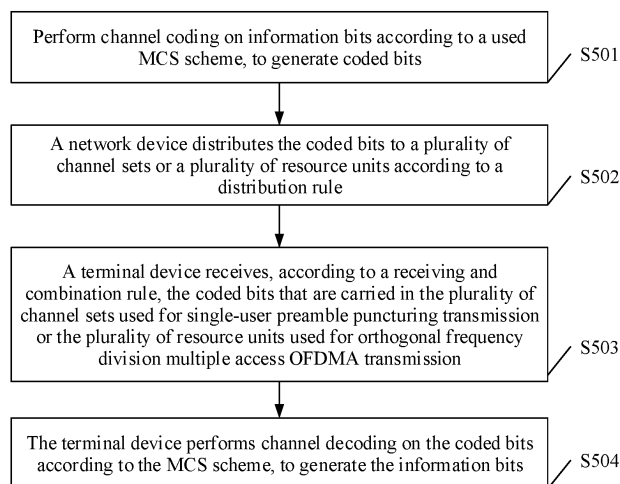 Perform channel coding on information bits according to a used
MCS scheme, to generate coded bits
S501
A network device distributes the coded bits to a plurality of
channel sets or a plurality of resource units according to a
distribution rule
S502
A terminal device receives, according to a receiving and
combination rule, the coded bits that are carried in the plurality of
channel sets used for single-user preamble puncturing transmission
or the plurality of resource units used for orthogonal frequency
division multiple access OFDMA transmission
S503
The terminal device performs channel decoding on the coded bits
according to the MCS scheme, to generate the information bits
S504